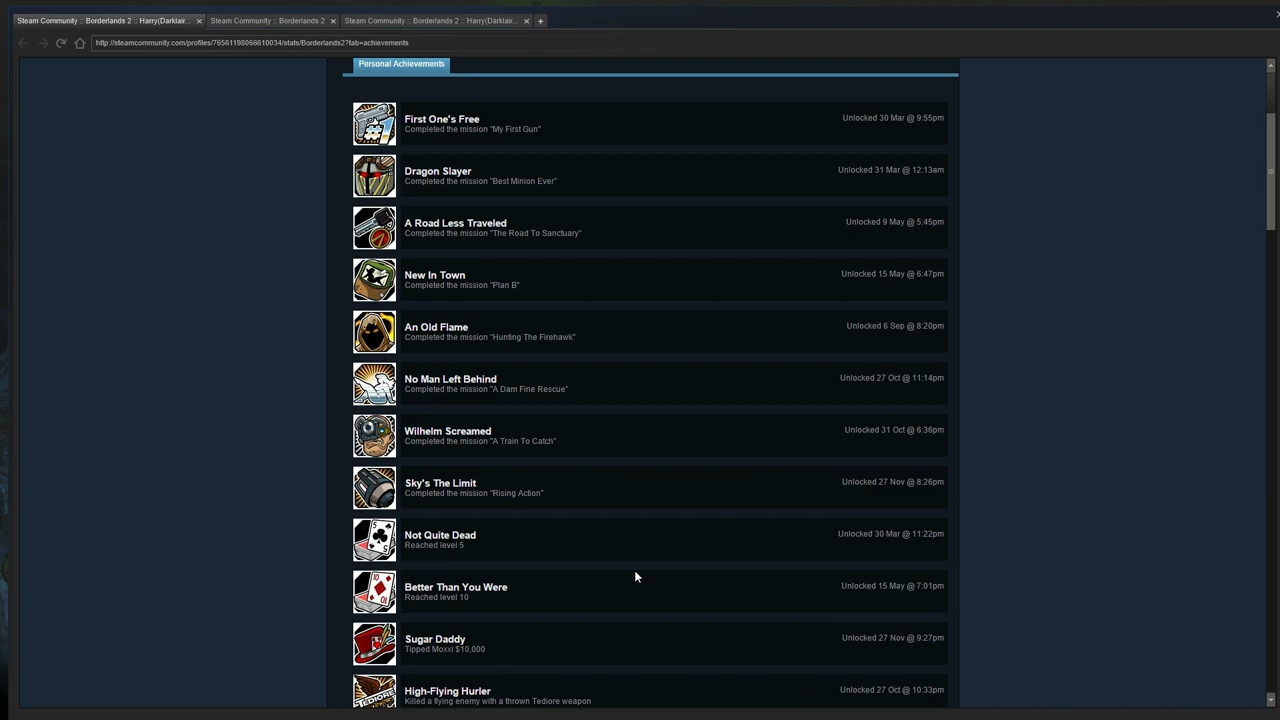 Steam Community :: Borderlands 2 :: Harry(Darklair...
Steam Community :: Borderlands 2
Steam Community :: Borderlands 2 :: Harry(Darklair...
http://steamcommunity.com/profiles/76561198066610034/stats/Borderlands2?tab=achievements
Personal Achievements
First One's Free
Unlocked 30 Mar @ 9:55pm
Completed the mission "My First Gun"
Dragon Slayer
Unlocked 31 Mar @ 12:13am
Completed the mission "Best Minion Ever"
A Road Less Traveled
Unlocked 9 May @ 5:45pm
Completed the mission "The Road To Sanctuary"
New In Town
Unlocked 15 May @ 6:47pm
Completed the mission "Plan B"
An Old Flame
Unlocked 6 Sep @ 8:20pm
Completed the mission "Hunting The Firehawk"
No Man Left Behind
Unlocked 27 Oct @ 11:14pm
Completed the mission "A Dam Fine Rescue"
Wilhelm Screamed
Unlocked 31 Oct @ 6:36pm
Completed the mission "A Train To Catch"
Sky's The Limit
Unlocked 27 Nov @ 8:26pm
Completed the mission "Rising Action"
Not Quite Dead
Unlocked 30 Mar @ 11:22pm
Reached level 5
Better Than You Were
Unlocked 15 May @ 7:01pm
Reached level 10
Sugar Daddy
Unlocked 27 Nov @ 9:27pm
Tipped Moxxi $10,000
High-Flying Hurler
Unlocked 27 Oct @ 10:33pm
Killed a flying enemy with a thrown Tediore weapon
#1
5
5
10
10
TEDIORE